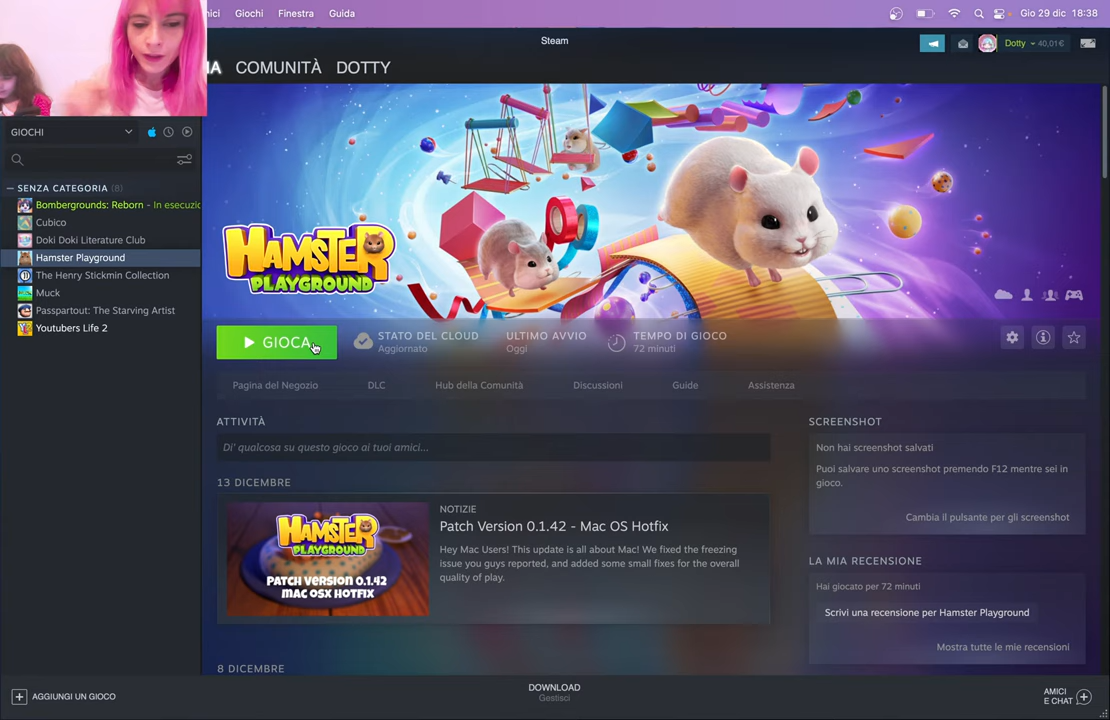 ici Giochi Finestra Guida
Gio 29 dic 18:38
Steam
Dotty 40,01€
IA COMUNITÀ DOTTY
GIOCHI
SENZA CATEGORIA (8)
Bombergrounds: Reborn - In esecuzio
Cubico
Doki Doki Literature Club
Hamster Playground
The Henry Stickmin Collection
Muck
Passpartout: The Starving Artist
Youtubers Life 2
HAMSTER
PLAYGROUND
GIOCA
STATO DEL CLOUD
Aggiornato
ULTIMO AVVIO
Oggi
TEMPO DI GIOCO
72 minuti
Pagina del Negozio DLC Hub della Comunità Discussioni Guide Assistenza
ATTIVITÀ
Di' qualcosa su questo gioco ai tuoi amici...
13 DICEMBRE
HAMSTER
PLAYGROUND
PATCH VERSION 0.1.42
MAC OSX HOTFIX
NOTIZIE
Patch Version 0.1.42 - Mac OS Hotfix
Hey Mac Users! This update is all about Mac! We fixed the freezing
issue you guys reported, and added some small fixes for the overall
quality of play.
8 DICEMBRE
SCREENSHOT
Non hai screenshot salvati
Puoi salvare uno screenshot premendo F12 mentre sei in
gioco.
Cambia il pulsante per gli screenshot
LA MIA RECENSIONE
Hai giocato per 72 minuti
Scrivi una recensione per Hamster Playground
Mostra tutte le mie recensioni
AGGIUNGI UN GIOCO
DOWNLOAD
Gestisci
AMICI
E CHAT